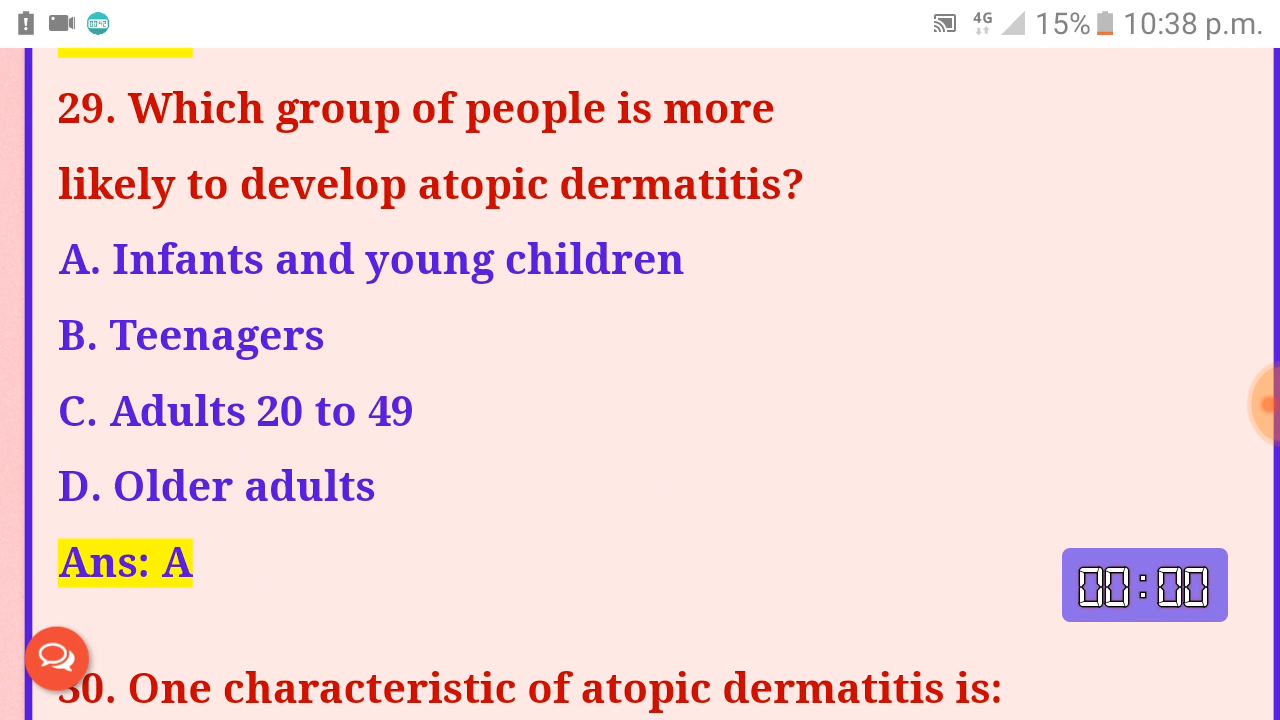 4G 15% 10:38 p.m.
29. Which group of people is more
likely to develop atopic dermatitis?
A. Infants and young children
B. Teenagers
C. Adults 20 to 49
D. Older adults
Ans: A
00:00
30. One characteristic of atopic dermatitis is: